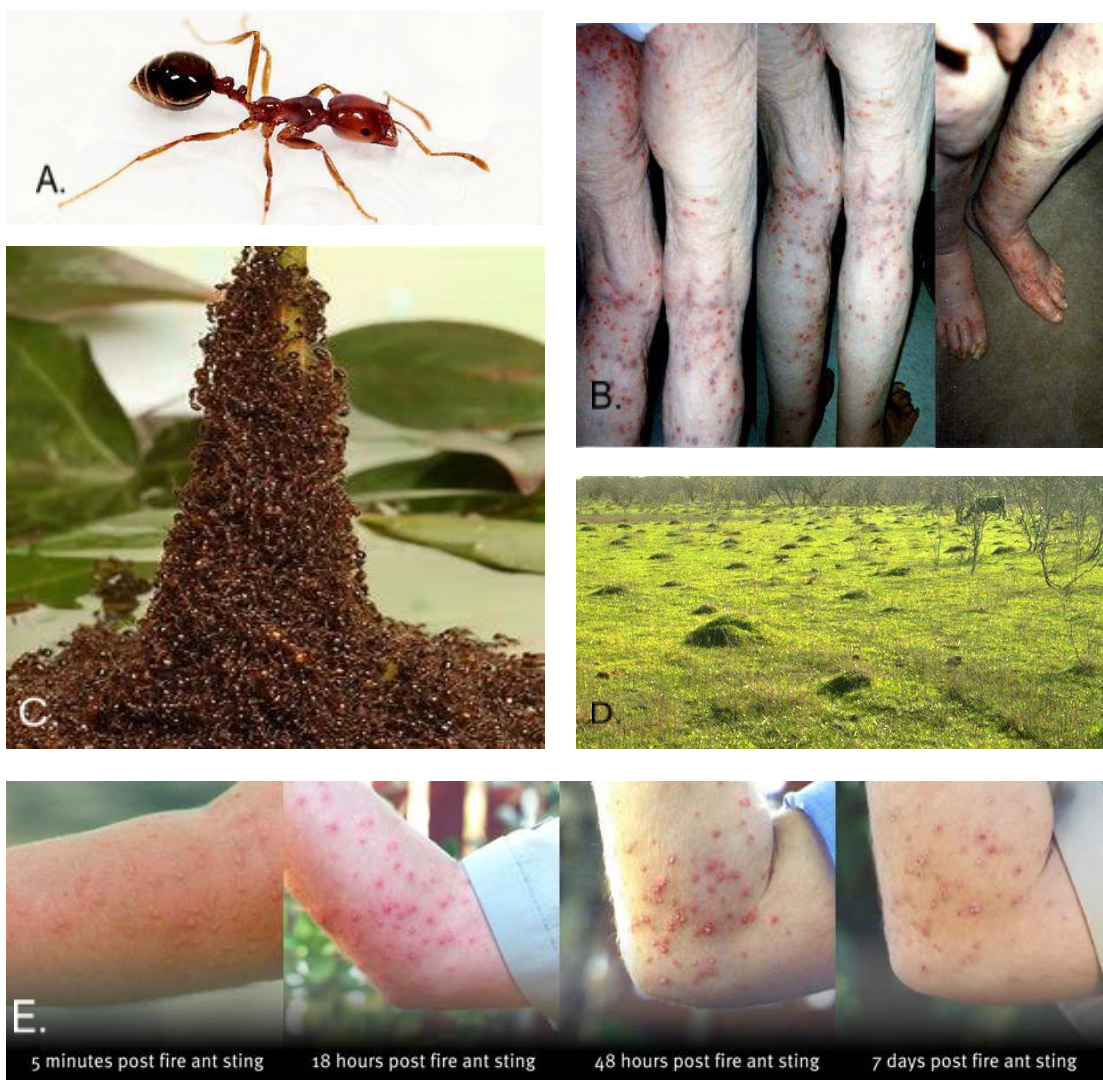 A.
B.
C.
D.
E.
5 minutes post fire ant sting
18 hours post fire ant sting
48 hours post fire ant sting
7 days post fire ant sting